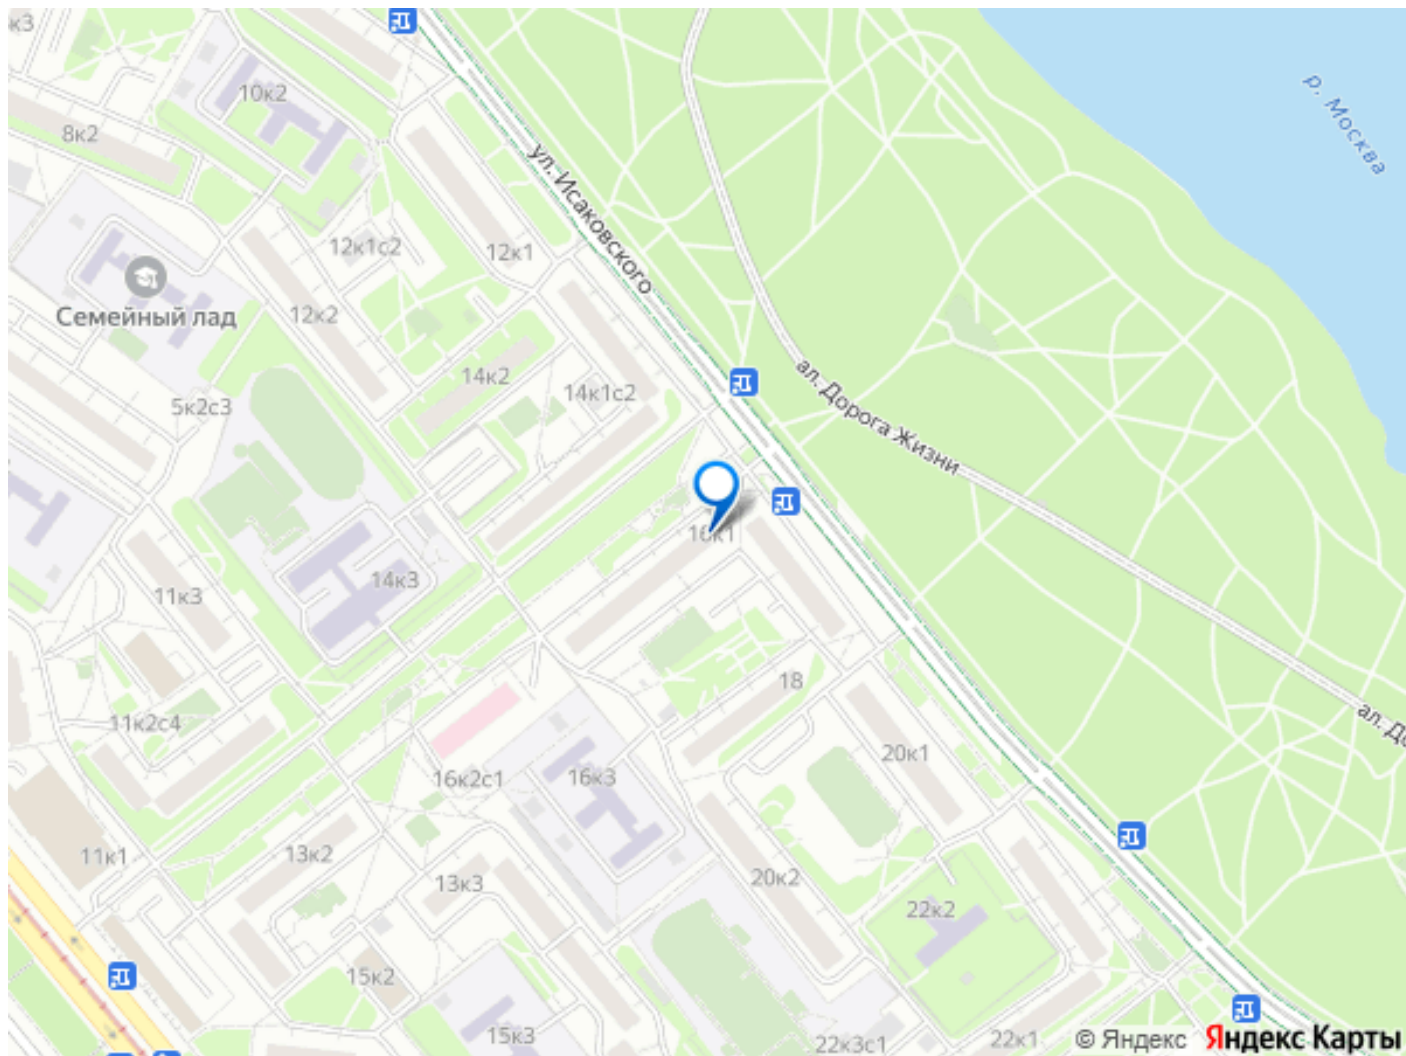 к3
10к2
8к2
р. Москва
ул. Исаковского
12к1с2
12к1
12к2
Семейный лад
14к2
14к1с2
5к2с3
ал. Дорога Жизни
16к1
14к3
11к3
18
11к2с4
ал. До
20к1
16к2с1
16к3
11к1
13к2
13к3
20к2
22к2
15к2
15к3
22к3с1
22к1
© Яндекс Яндекс Карты